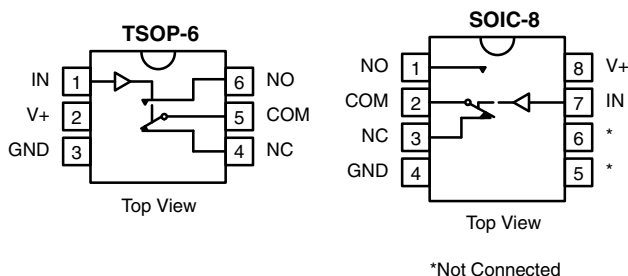 TSOP-6
IN 1 6 NO
V+ 2 5 COM
GND 3 4 NC
Top View
SOIC-8
NO 1 8 V+
COM 2 7 IN
NC 3 6 *
GND 4 5 *
Top View
*Not Connected